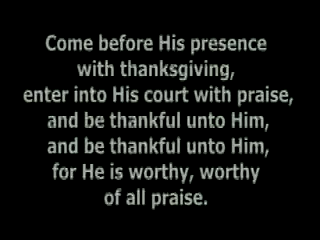 Come before His presence
with thanksgiving,
enter into His court with praise,
and be thankful unto Him,
and be thankful unto Him,
for He is worthy, worthy
of all praise.